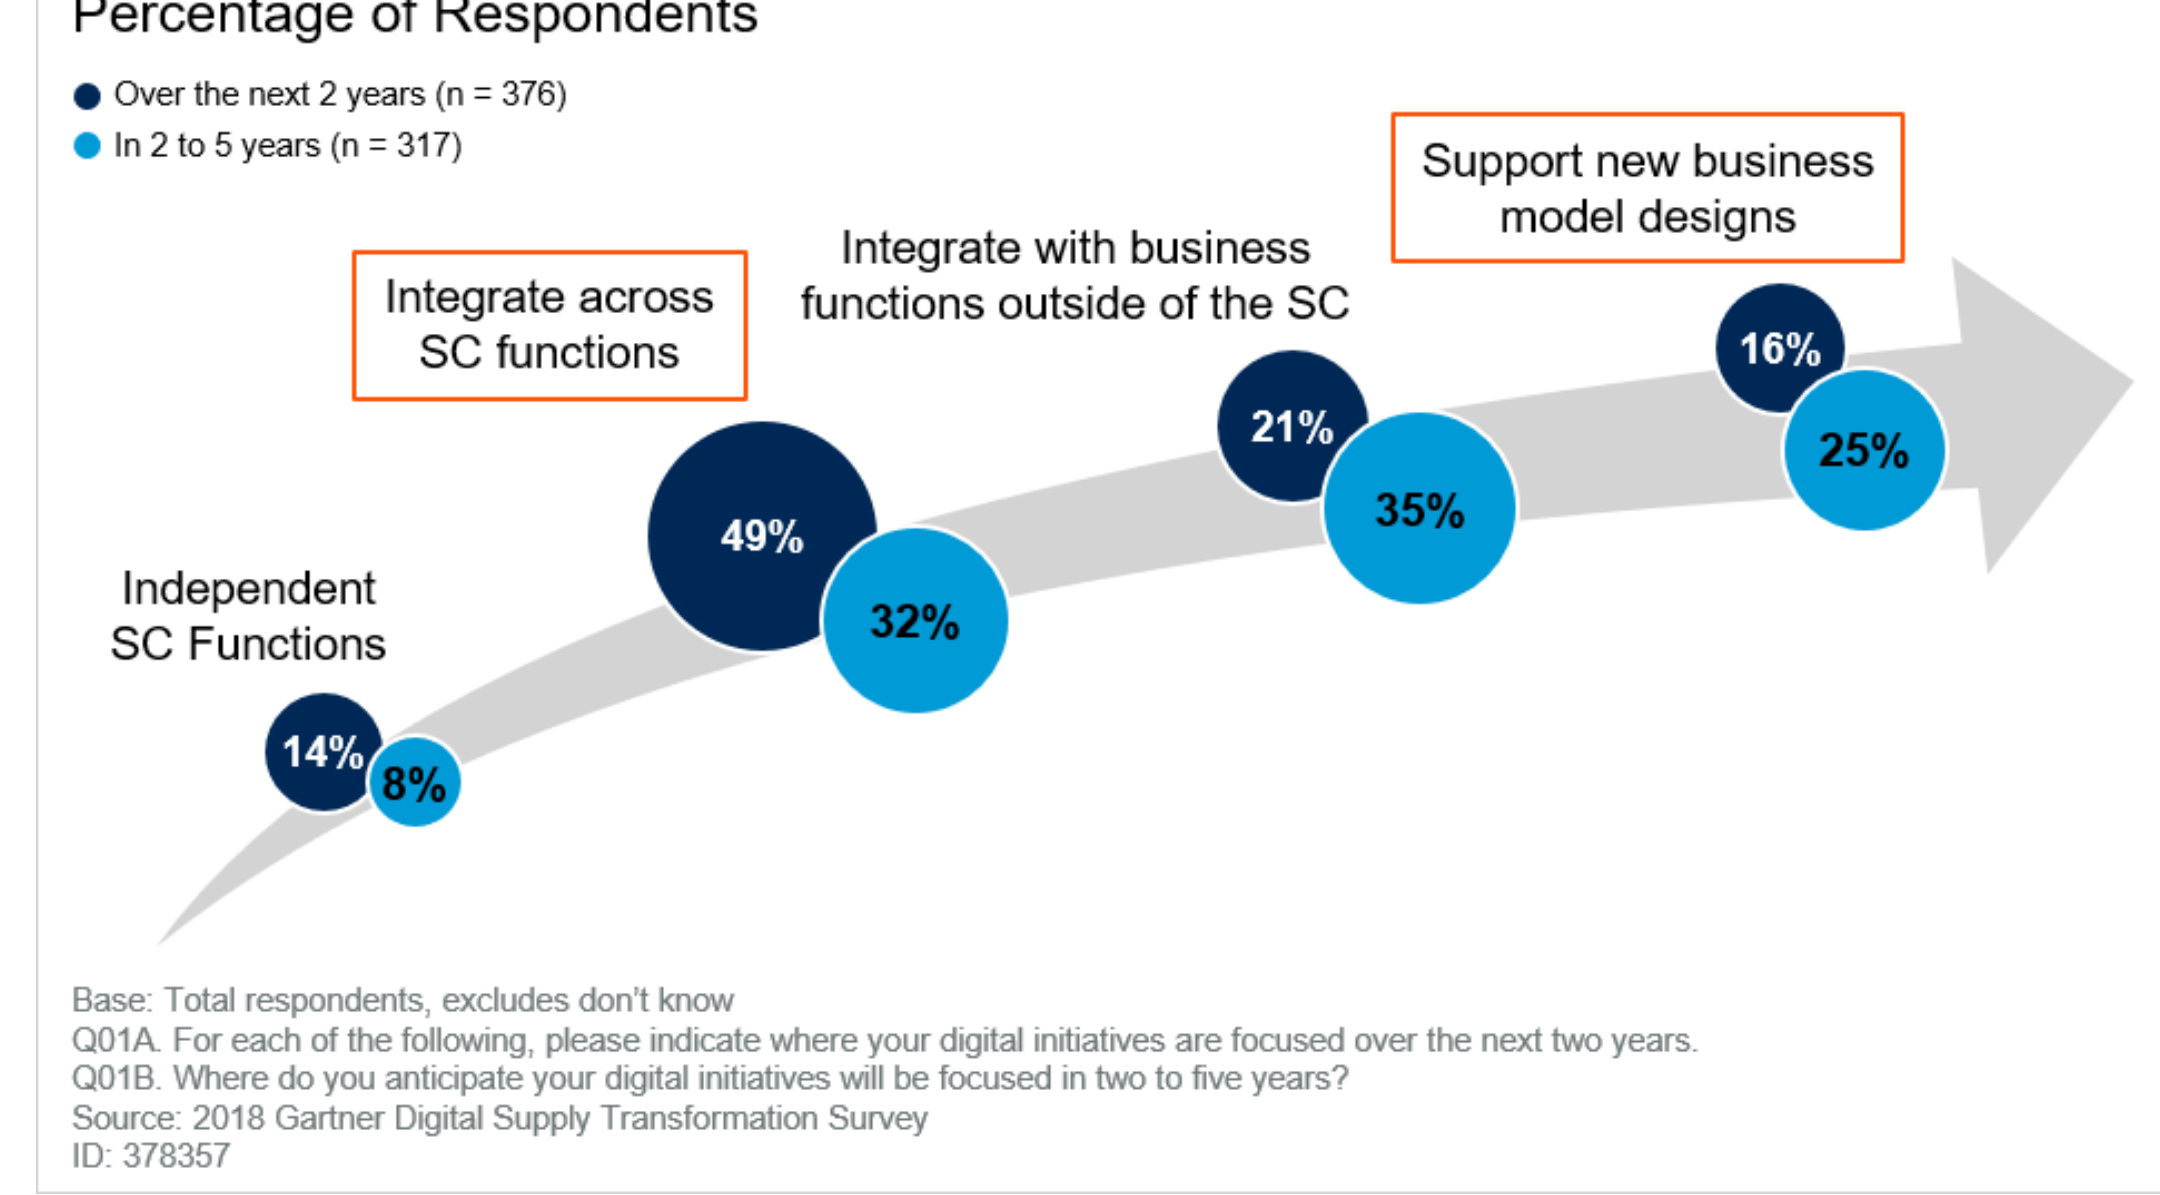 Percentage of Respondents
Over the next 2 years (n = 376)
In 2 to 5 years (n = 317)
Support new business
model designs
Integrate with business
functions outside of the SC
Integrate across
SC functions
16%
21%
25%
35%
49%
32%
Independent
SC Functions
14%
8%
Base: Total respondents, excludes don't know
Q01A. For each of the following, please indicate where your digital initiatives are focused over the next two years.
Q01B. Where do you anticipate your digital initiatives will be focused in two to five years?
Source: 2018 Gartner Digital Supply Transformation Survey
ID: 378357